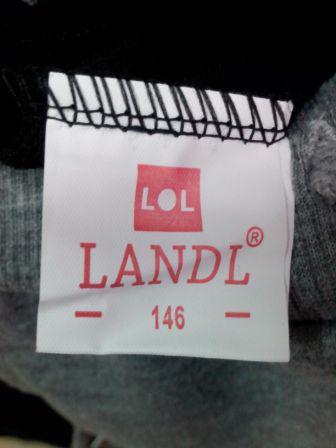 LOL
LANDL®
— 146 —